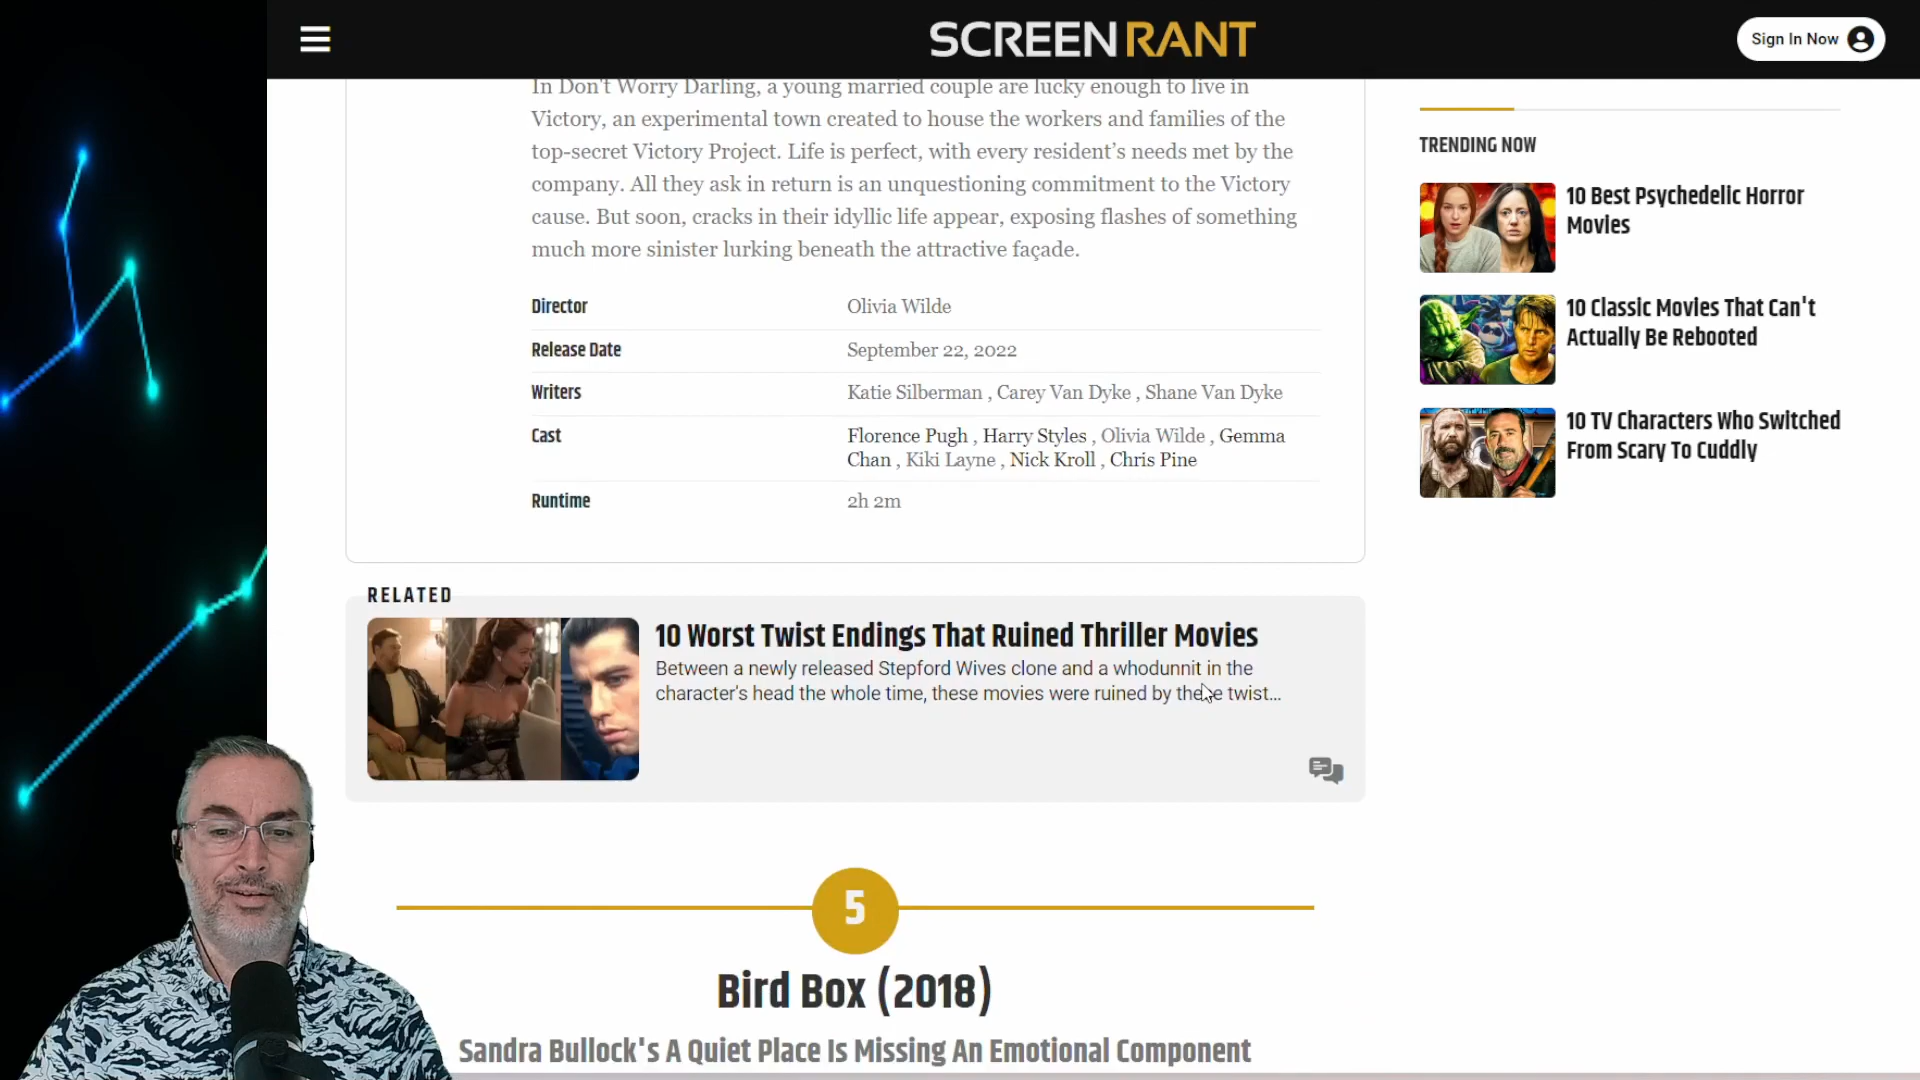 SCREENRANT
Sign In Now
In Don't Worry Darling, a young married couple are lucky enough to live in
Victory, an experimental town created to house the workers and families of the
top-secret Victory Project. Life is perfect, with every resident’s needs met by the
company. All they ask in return is an unquestioning commitment to the Victory
cause. But soon, cracks in their idyllic life appear, exposing flashes of something
much more sinister lurking beneath the attractive façade.
Director Olivia Wilde
Release Date September 22, 2022
Writers Katie Silberman , Carey Van Dyke , Shane Van Dyke
Cast Florence Pugh , Harry Styles , Olivia Wilde , Gemma
Chan , Kiki Layne , Nick Kroll , Chris Pine
Runtime 2h 2m
RELATED
10 Worst Twist Endings That Ruined Thriller Movies
Between a newly released Stepford Wives clone and a whodunnit in the
character's head the whole time, these movies were ruined by these twist...
5
Bird Box (2018)
Sandra Bullock's A Quiet Place Is Missing An Emotional Component
TRENDING NOW
10 Best Psychedelic Horror
Movies
10 Classic Movies That Can't
Actually Be Rebooted
10 TV Characters Who Switched
From Scary To Cuddly